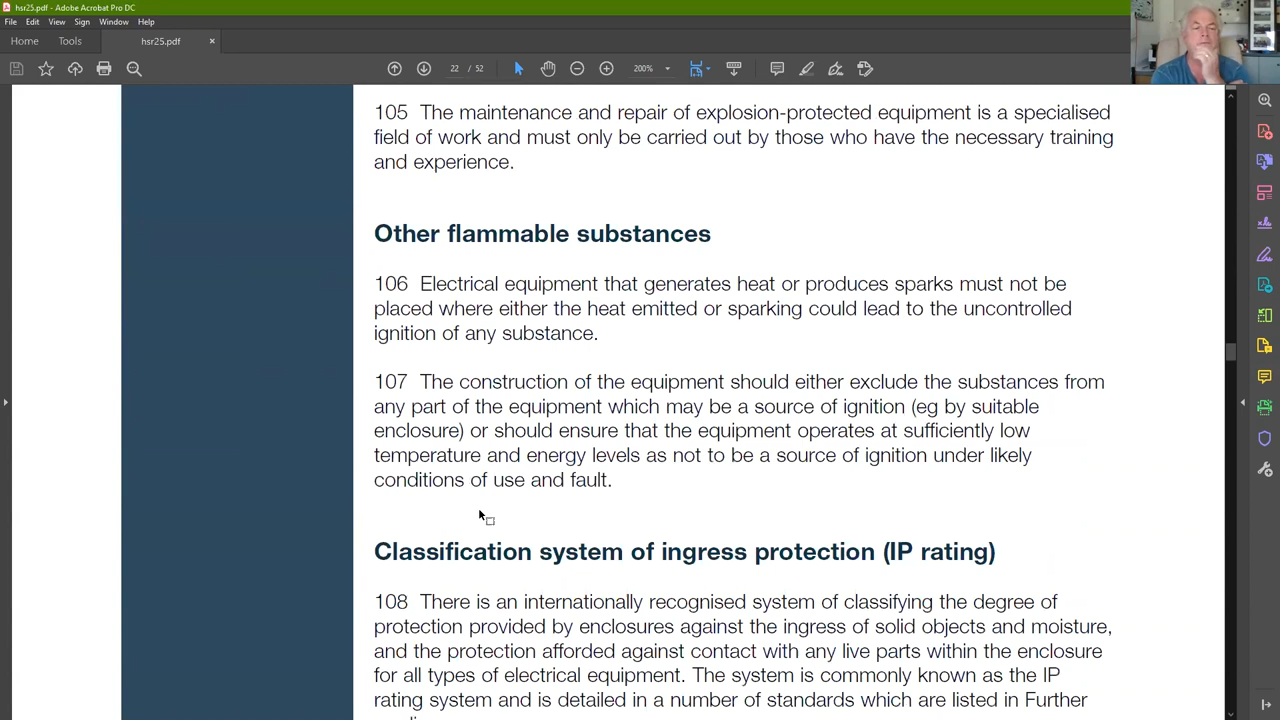 hsr25.pdf - Adobe Acrobat Pro DC
File Edit View Sign Window Help
Home Tools hsr25.pdf ×
22 / 52 200%
105 The maintenance and repair of explosion-protected equipment is a specialised
field of work and must only be carried out by those who have the necessary training
and experience.
Other flammable substances
106 Electrical equipment that generates heat or produces sparks must not be
placed where either the heat emitted or sparking could lead to the uncontrolled
ignition of any substance.
107 The construction of the equipment should either exclude the substances from
any part of the equipment which may be a source of ignition (eg by suitable
enclosure) or should ensure that the equipment operates at sufficiently low
temperature and energy levels as not to be a source of ignition under likely
conditions of use and fault.
Classification system of ingress protection (IP rating)
108 There is an internationally recognised system of classifying the degree of
protection provided by enclosures against the ingress of solid objects and moisture,
and the protection afforded against contact with any live parts within the enclosure
for all types of electrical equipment. The system is commonly known as the IP
rating system and is detailed in a number of standards which are listed in Further